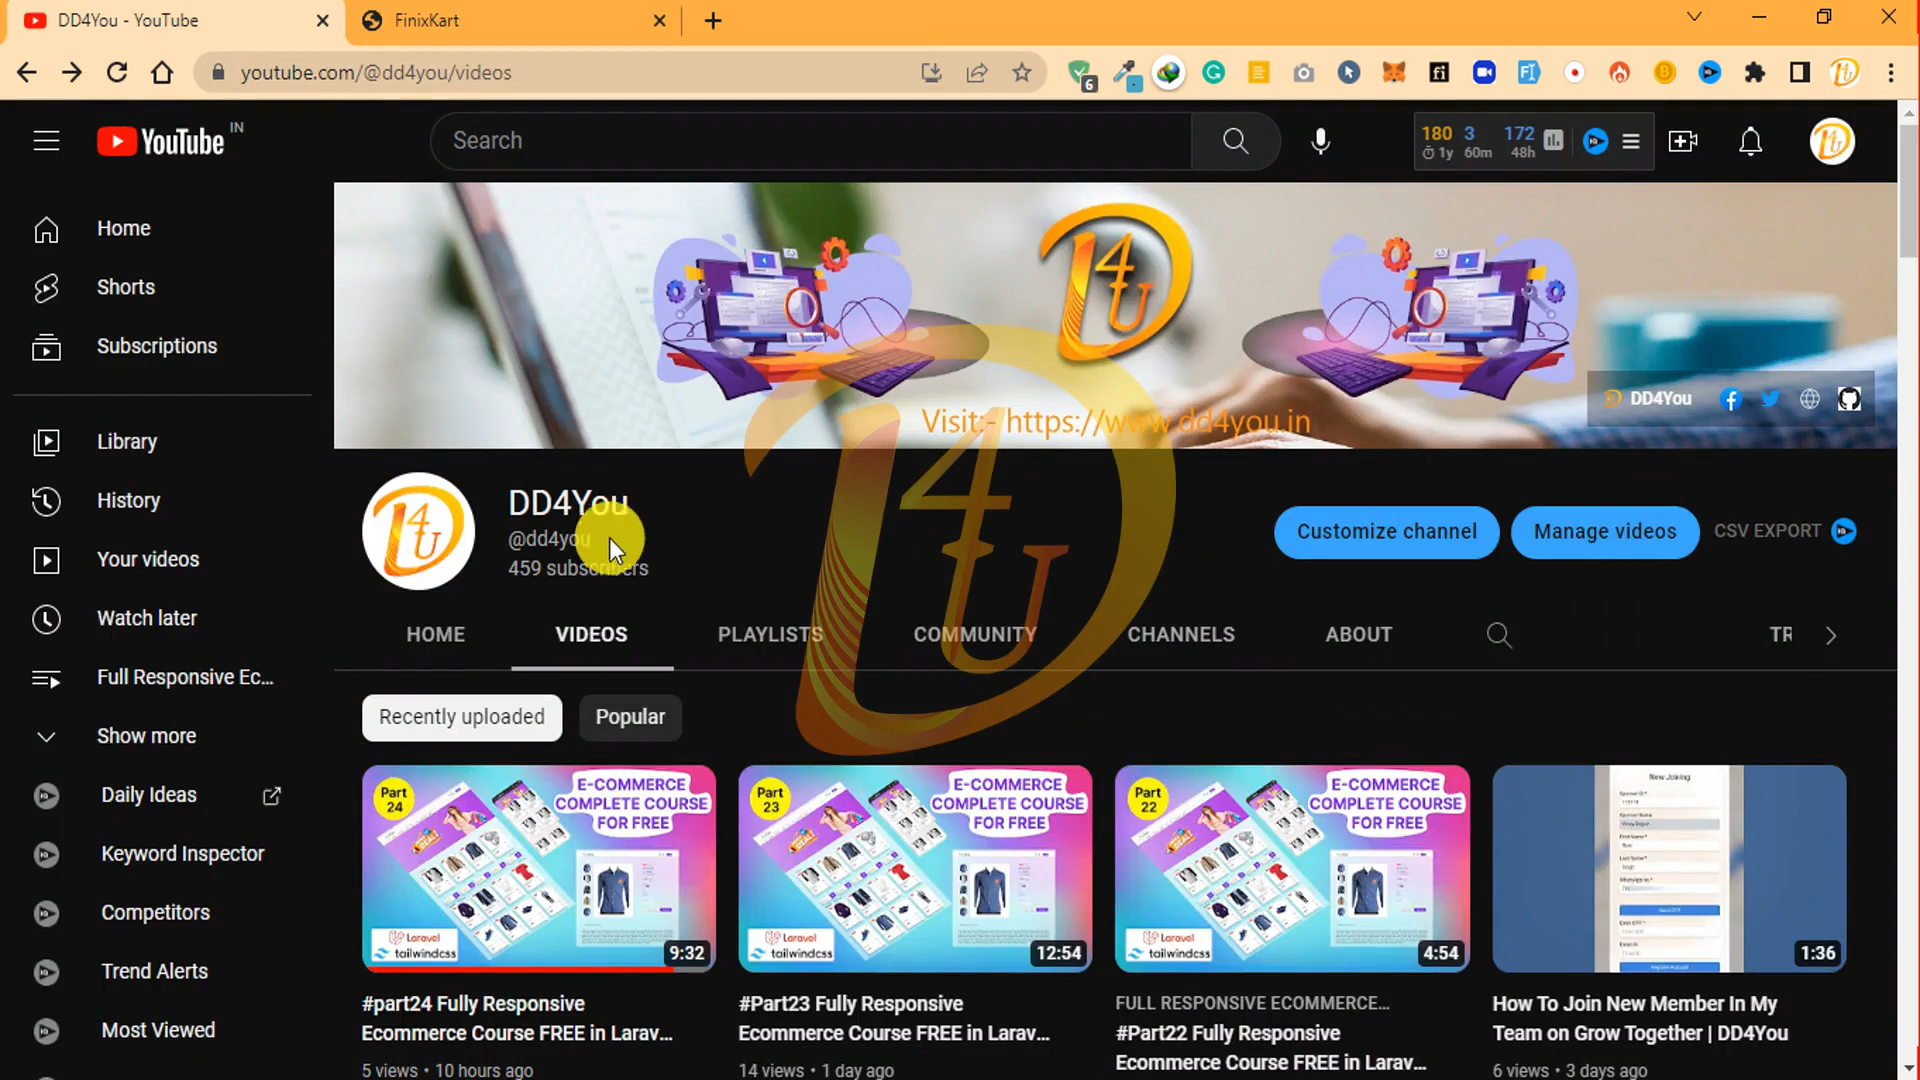 DD4You - YouTube
FinixKart
youtube.com/@dd4you/videos
6
YouTube IN
Search
180 3 172
1y 60m 48h
Home
Shorts
Subscriptions
Library
History
Your videos
Watch later
Full Responsive Ec...
Show more
Daily Ideas
Keyword Inspector
Competitors
Trend Alerts
Most Viewed
D4U
Visit:- https://www.dd4you.in
DD4You
D4U
DD4You
@dd4you
459 subscribers
Customize channel
Manage videos
CSV EXPORT
HOME
VIDEOS
PLAYLISTS
COMMUNITY
CHANNELS
ABOUT
TR
Recently uploaded
Popular
Part 24
E-COMMERCE
COMPLETE COURSE
FOR FREE
Laravel
tailwindcss
9:32
#part24 Fully Responsive
Ecommerce Course FREE in Larav...
5 views • 10 hours ago
Part 23
E-COMMERCE
COMPLETE COURSE
FOR FREE
Laravel
tailwindcss
12:54
#Part23 Fully Responsive
Ecommerce Course FREE in Larav...
14 views • 1 day ago
Part 22
E-COMMERCE
COMPLETE COURSE
FOR FREE
Laravel
tailwindcss
4:54
FULL RESPONSIVE ECOMMERCE...
#Part22 Fully Responsive
Ecommerce Course FREE in Larav...
New Joining
1:36
How To Join New Member In My
Team on Grow Together | DD4You
6 views • 3 days ago